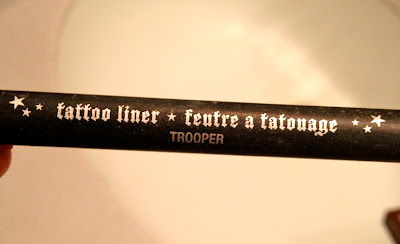 tattoo liner ★ feutre a tatouage
TROOPER